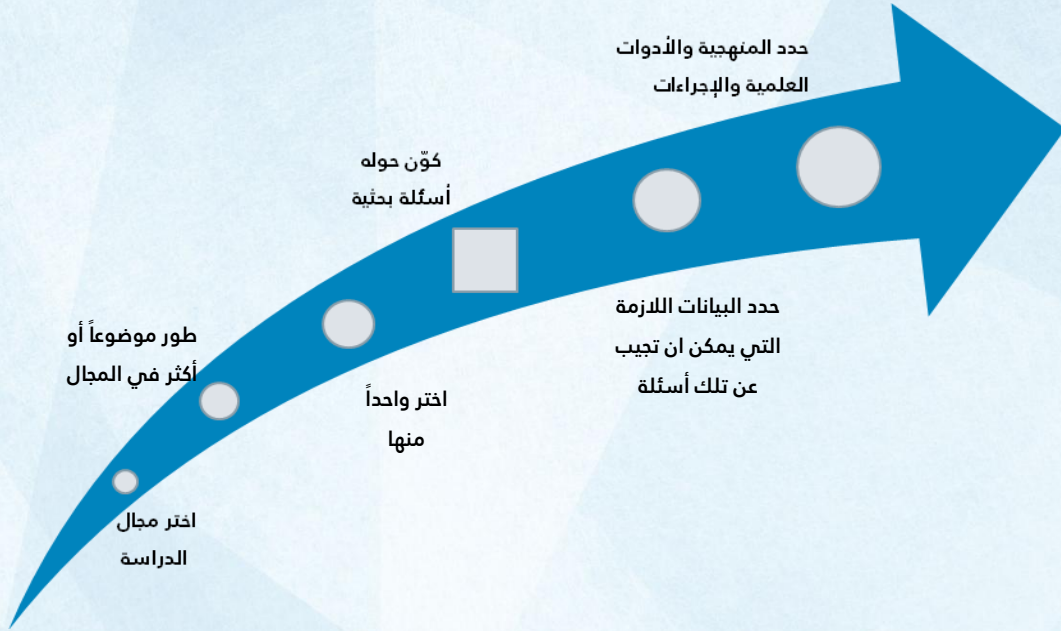 اختر مجال
الدراسة
طور موضوعاً أو
أكثر في المجال
اختر واحداً
منها
كوّن حوله
أسئلة بحثية
حدد البيانات اللازمة
التي يمكن ان تجيب
عن تلك أسئلة
حدد المنهجية والأدوات
العلمية والإجراءات